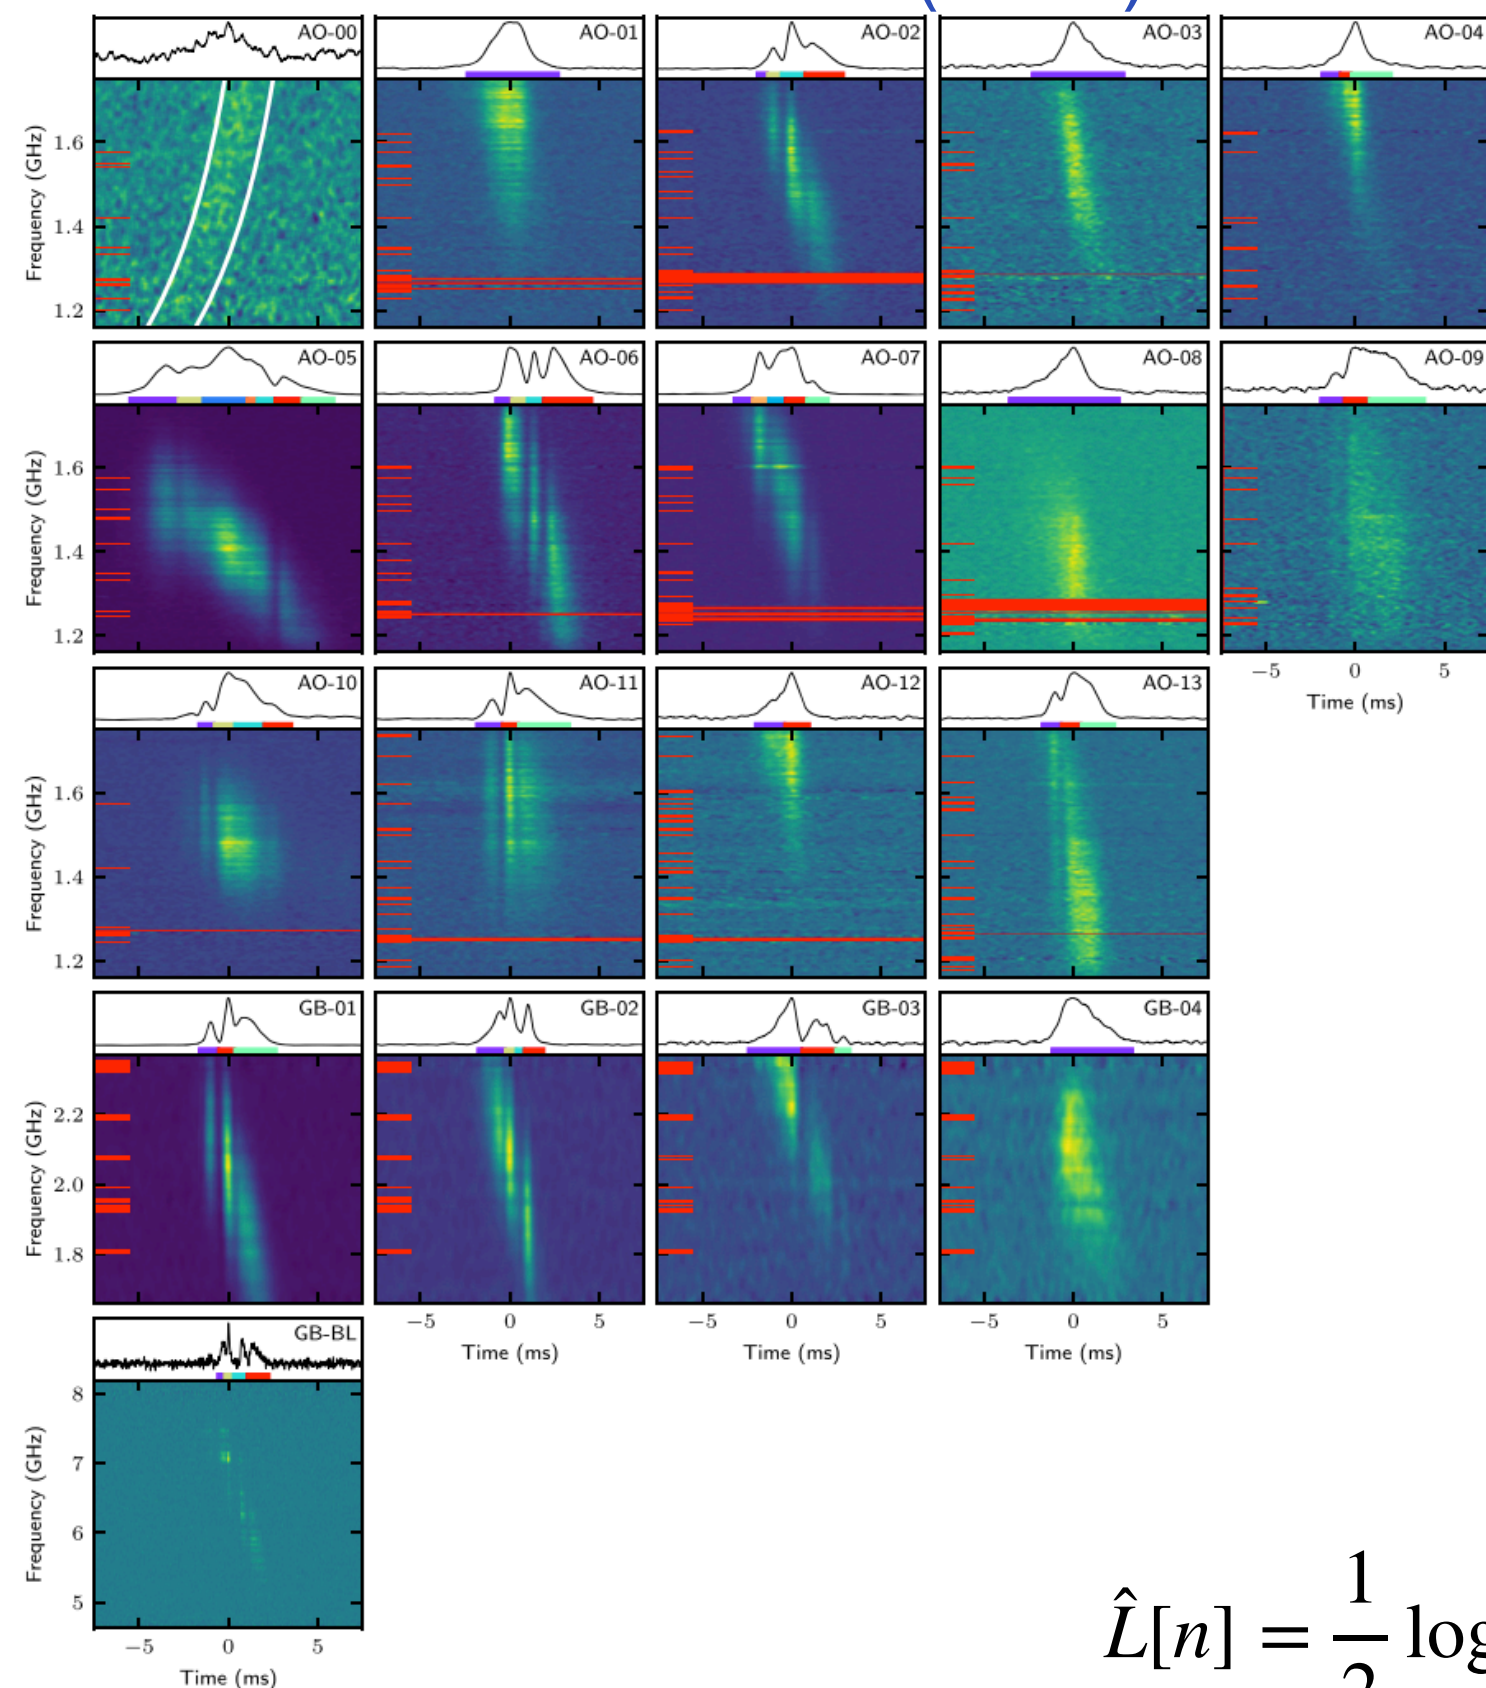 AO-00 AO-01 AO-02 AO-03 AO-04
Frequency (GHz)
1.6
1.4
1.2
AO-05 AO-06 AO-07 AO-08 AO-09
Frequency (GHz)
1.6
1.4
1.2
−5 0 5
Time (ms)
AO-10 AO-11 AO-12 AO-13
Frequency (GHz)
1.6
1.4
1.2
GB-01 GB-02 GB-03 GB-04
Frequency (GHz)
2.2
2.0
1.8
−5 0 5 −5 0 5 −5 0 5
Time (ms) Time (ms) Time (ms)
GB-BL
Frequency (GHz)
8
7
6
5
−5 0 5
Time (ms)
L̂[n] = 1/2 log